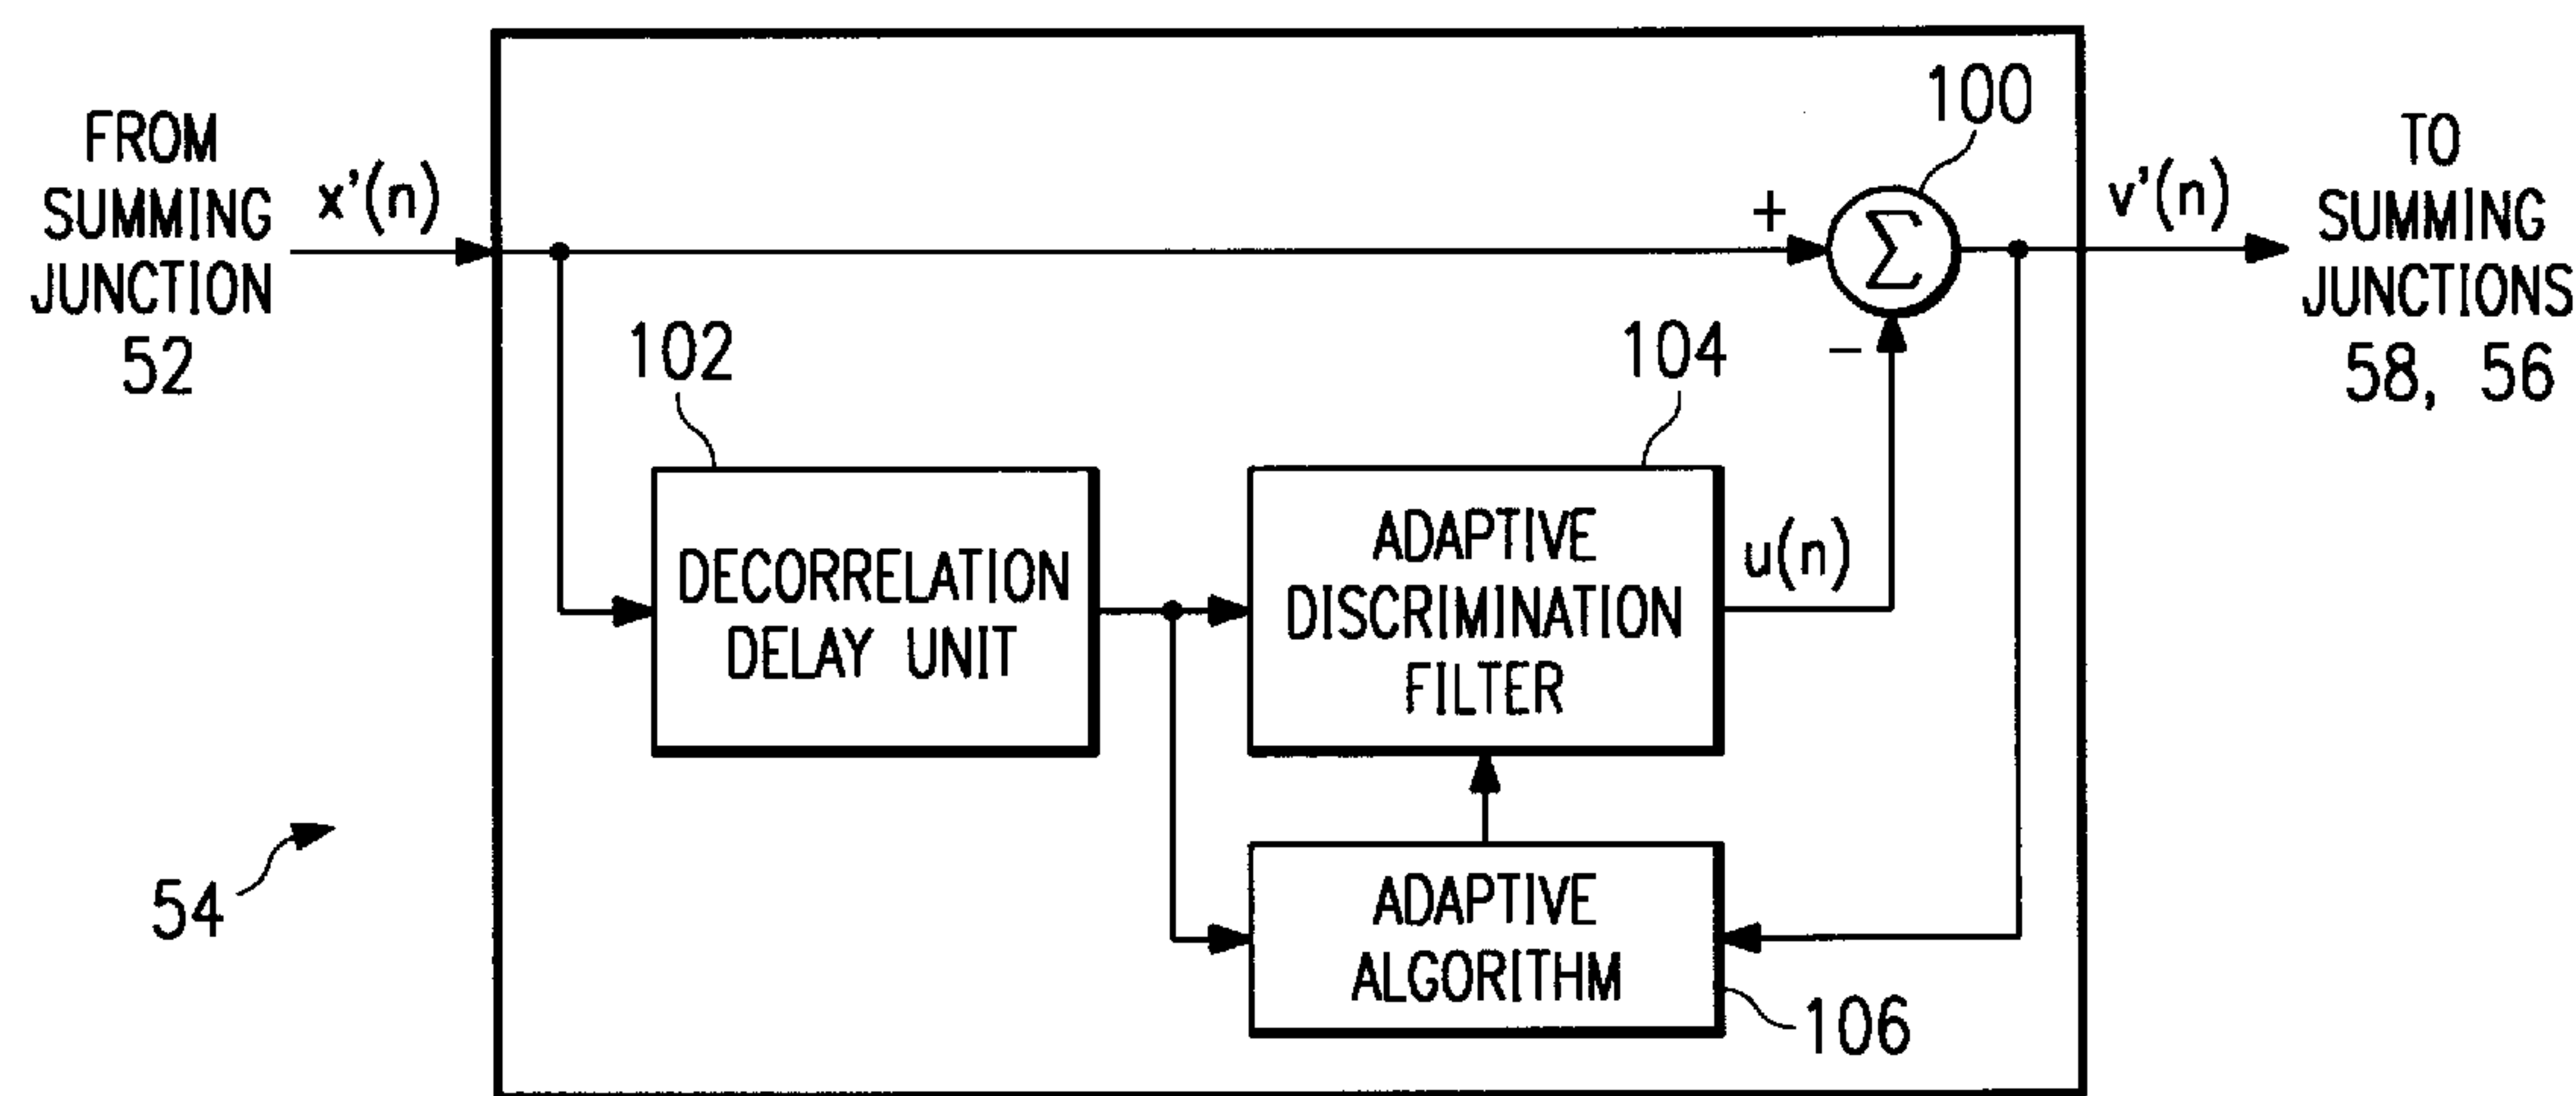 FROM
SUMMING
JUNCTION
52
x'(n)
100
+
Σ
−
v'(n)
TO
SUMMING
JUNCTIONS
58, 56
102
DECORRELATION
DELAY UNIT
104
ADAPTIVE
DISCRIMINATION
FILTER
u(n)
ADAPTIVE
ALGORITHM
106
54